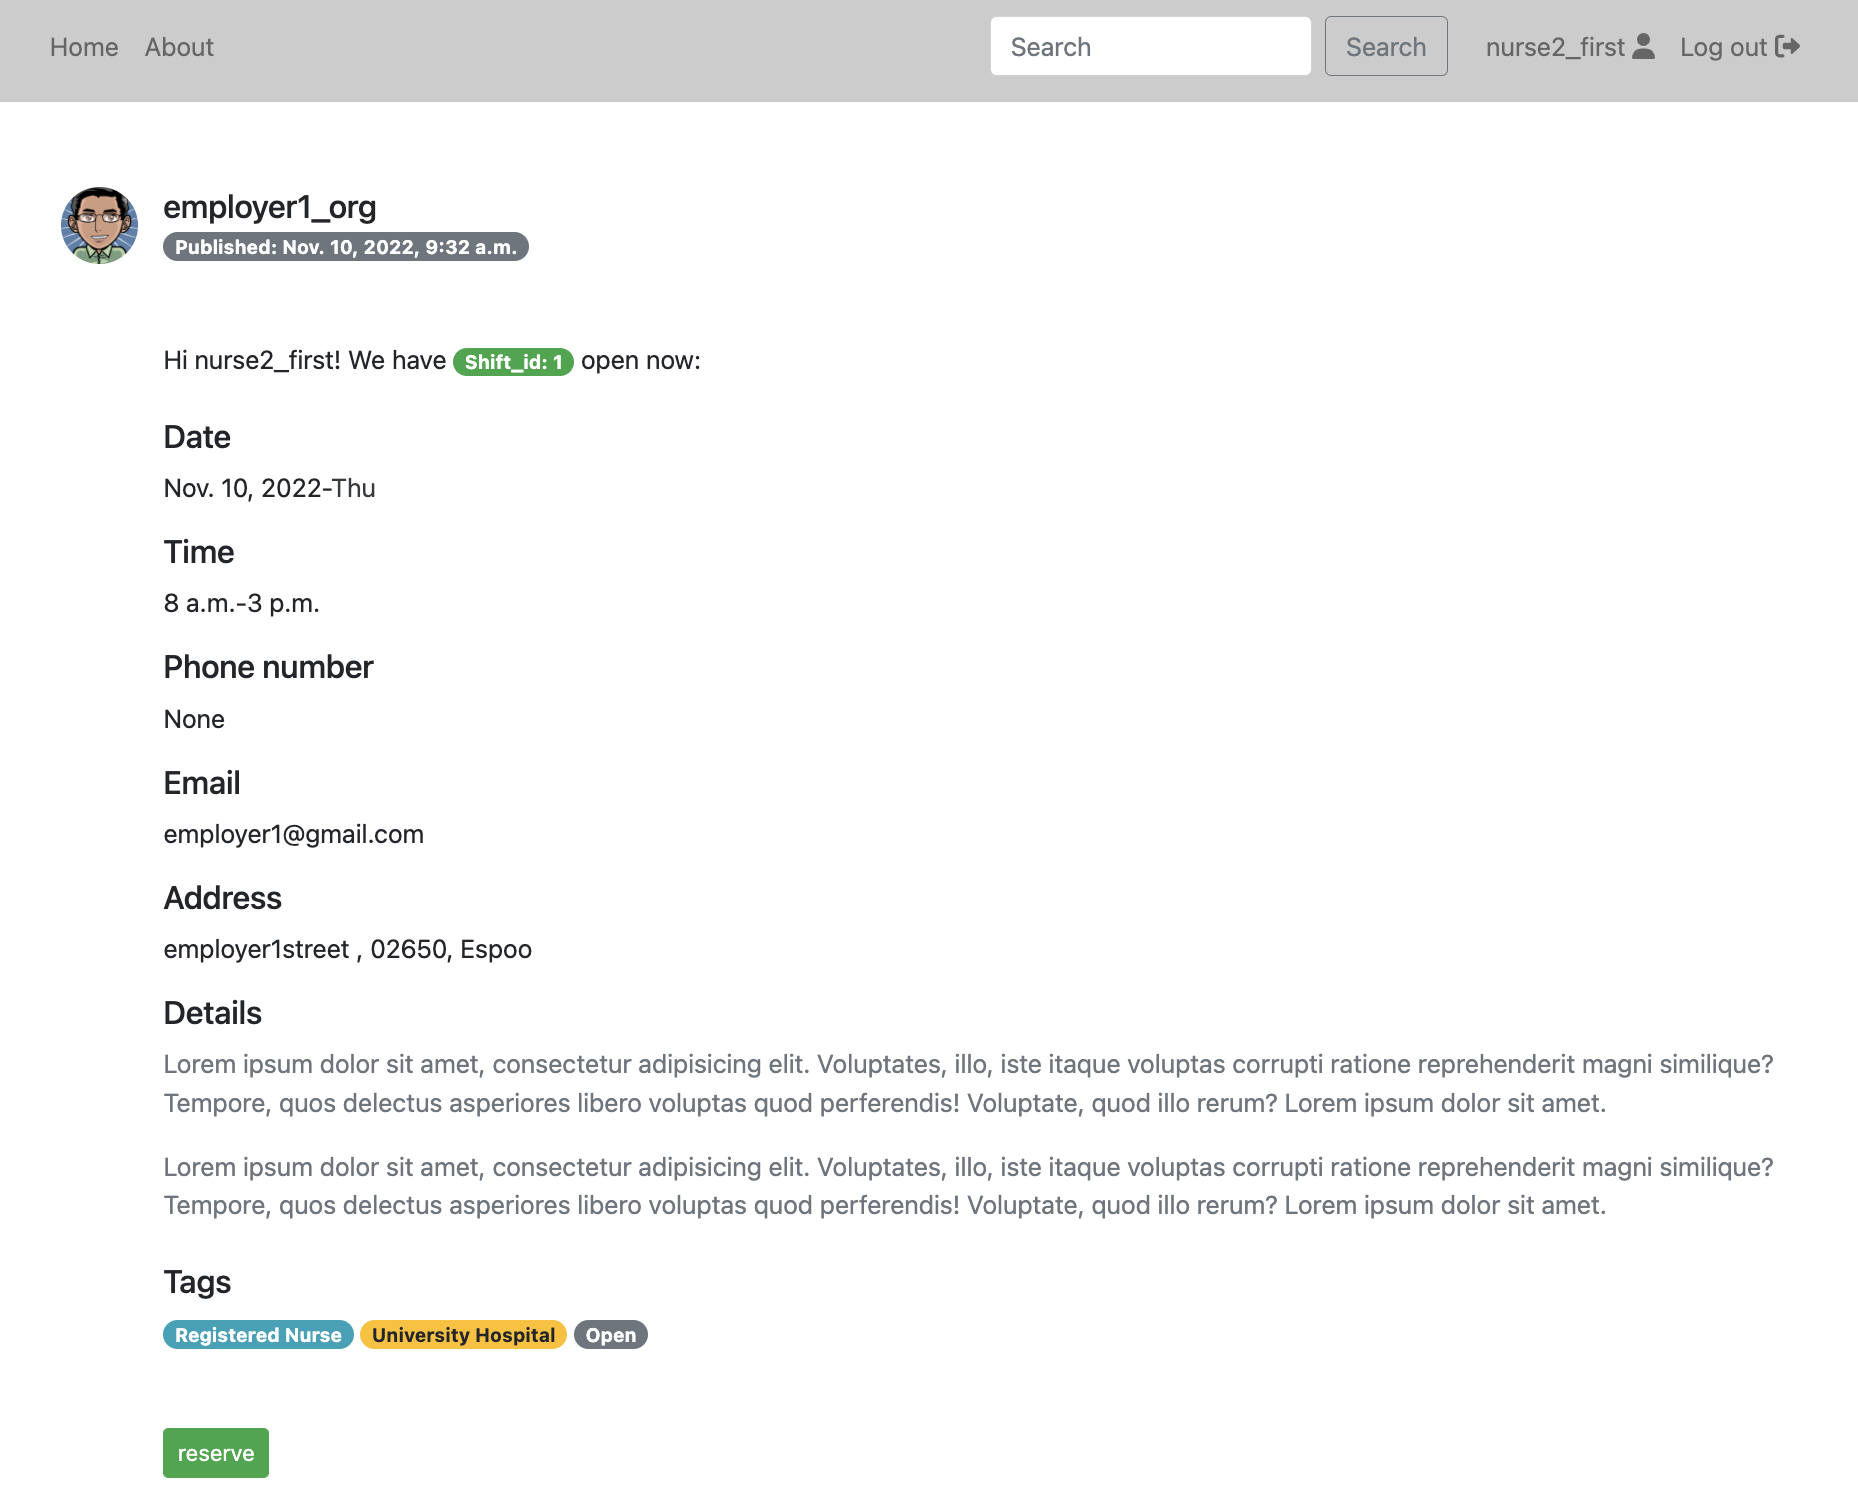 Home About Search Search nurse2_first Log out
employer1_org
Published: Nov. 10, 2022, 9:32 a.m.
Hi nurse2_first! We have Shift_id: 1 open now:
Date
Nov. 10, 2022-Thu
Time
8 a.m.-3 p.m.
Phone number
None
Email
employer1@gmail.com
Address
employer1street , 02650, Espoo
Details
Lorem ipsum dolor sit amet, consectetur adipisicing elit. Voluptates, illo, iste itaque voluptas corrupti ratione reprehenderit magni similique?
Tempore, quos delectus asperiores libero voluptas quod perferendis! Voluptate, quod illo rerum? Lorem ipsum dolor sit amet.
Lorem ipsum dolor sit amet, consectetur adipisicing elit. Voluptates, illo, iste itaque voluptas corrupti ratione reprehenderit magni similique?
Tempore, quos delectus asperiores libero voluptas quod perferendis! Voluptate, quod illo rerum? Lorem ipsum dolor sit amet.
Tags
Registered Nurse University Hospital Open
reserve